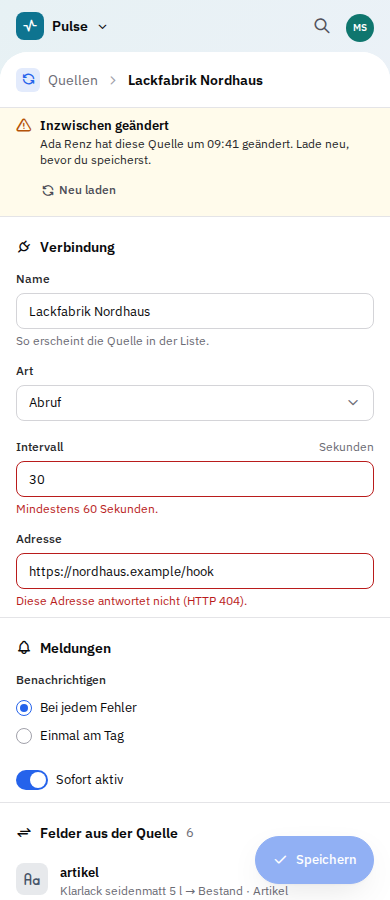 Pulse
MS
Quellen > Lackfabrik Nordhaus
Inzwischen geändert
Ada Renz hat diese Quelle um 09:41 geändert. Lade neu,
bevor du speicherst.
Neu laden
Verbindung
Name
Lackfabrik Nordhaus
So erscheint die Quelle in der Liste.
Art
Abruf
Intervall Sekunden
30
Mindestens 60 Sekunden.
Adresse
https://nordhaus.example/hook
Diese Adresse antwortet nicht (HTTP 404).
Meldungen
Benachrichtigen
Bei jedem Fehler
Einmal am Tag
Sofort aktiv
Felder aus der Quelle 6
Speichern
Aa artikel
Klarlack seidenmatt 5 l → Bestand · Artikel